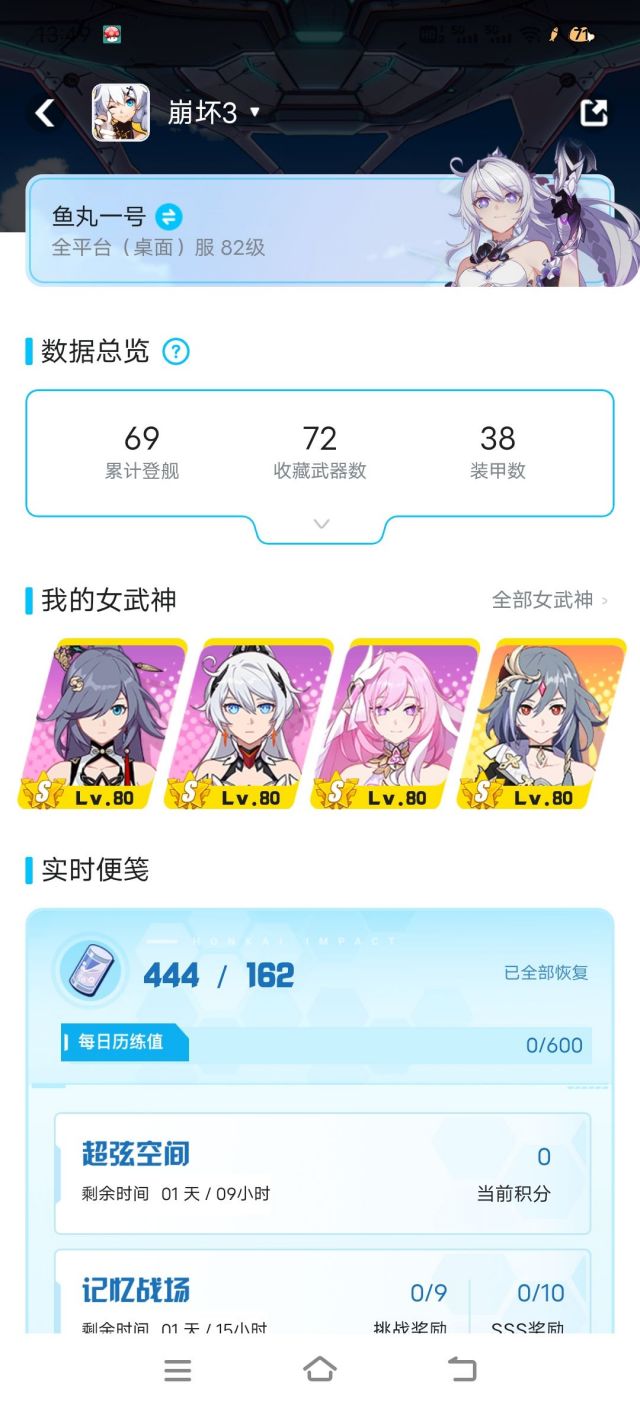 13:49
71
崩坏3
鱼丸一号
全平台（桌面）服 82级
数据总览 ?
69 72 38
累计登舰 收藏武器数 装甲数
我的女武神 全部女武神 >
S Lv.80 S Lv.80 S Lv.80 S Lv.80
实时便笺
HONKAI IMPACT
444 / 162 已全部恢复
每日历练值 0/600
超弦空间 0
剩余时间 01 天 / 09小时 当前积分
记忆战场 0/9 0/10
剩余时间 01 天 / 15小时 挑战奖励 SSS奖励